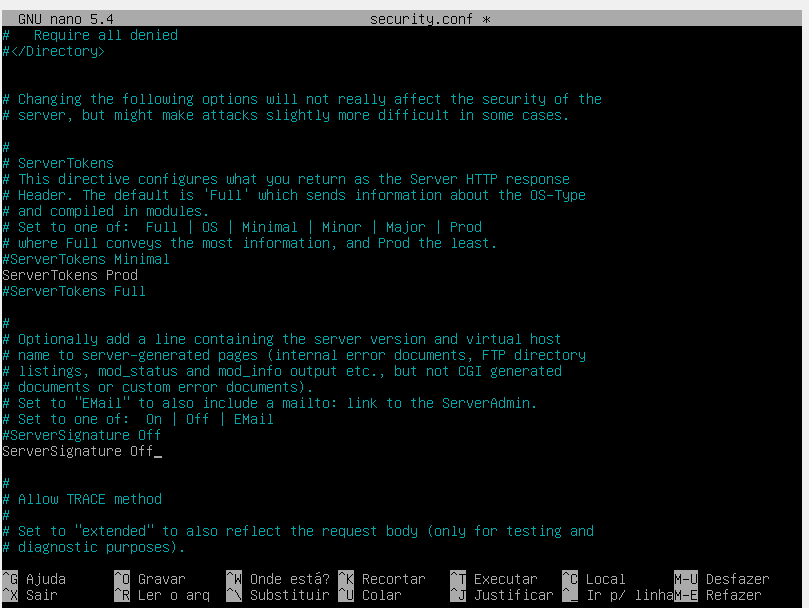 GNU nano 5.4 security.conf *
#   Require all denied
#</Directory>
# Changing the following options will not really affect the security of the
# server, but might make attacks slightly more difficult in some cases.
#
# ServerTokens
# This directive configures what you return as the Server HTTP response
# Header. The default is 'Full' which sends information about the OS-Type
# and compiled in modules.
# Set to one of:  Full | OS | Minimal | Minor | Major | Prod
# where Full conveys the most information, and Prod the least.
#ServerTokens Minimal
ServerTokens Prod
#ServerTokens Full
#
# Optionally add a line containing the server version and virtual host
# name to server-generated pages (internal error documents, FTP directory
# listings, mod_status and mod_info output etc., but not CGI generated
# documents or custom error documents).
# Set to "EMail" to also include a mailto: link to the ServerAdmin.
# Set to one of:  On | Off | EMail
#ServerSignature Off
ServerSignature Off_
#
# Allow TRACE method
#
# Set to "extended" to also reflect the request body (only for testing and
# diagnostic purposes).
^G Ajuda ^O Gravar ^W Onde está? ^K Recortar ^T Executar ^C Local M-U Desfazer
^X Sair ^R Ler o arq ^\ Substituir ^U Colar ^J Justificar ^_ Ir p/ linha M-E Refazer